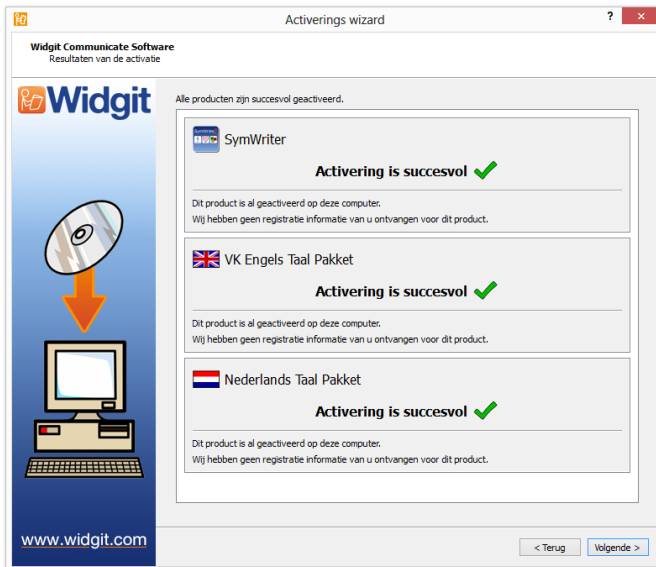 Activerings wizard
?
×
Widgit Communicate Software
Resultaten van de activatie
Widgit
Alle producten zijn succesvol geactiveerd.
SymWriter
Activering is succesvol
Dit product is al geactiveerd op deze computer.
Wij hebben geen registratie informatie van u ontvangen voor dit product.
VK Engels Taal Pakket
Activering is succesvol
Dit product is al geactiveerd op deze computer.
Wij hebben geen registratie informatie van u ontvangen voor dit product.
Nederlands Taal Pakket
Activering is succesvol
Dit product is al geactiveerd op deze computer.
Wij hebben geen registratie informatie van u ontvangen voor dit product.
www.widgit.com
< Terug
Volgende >